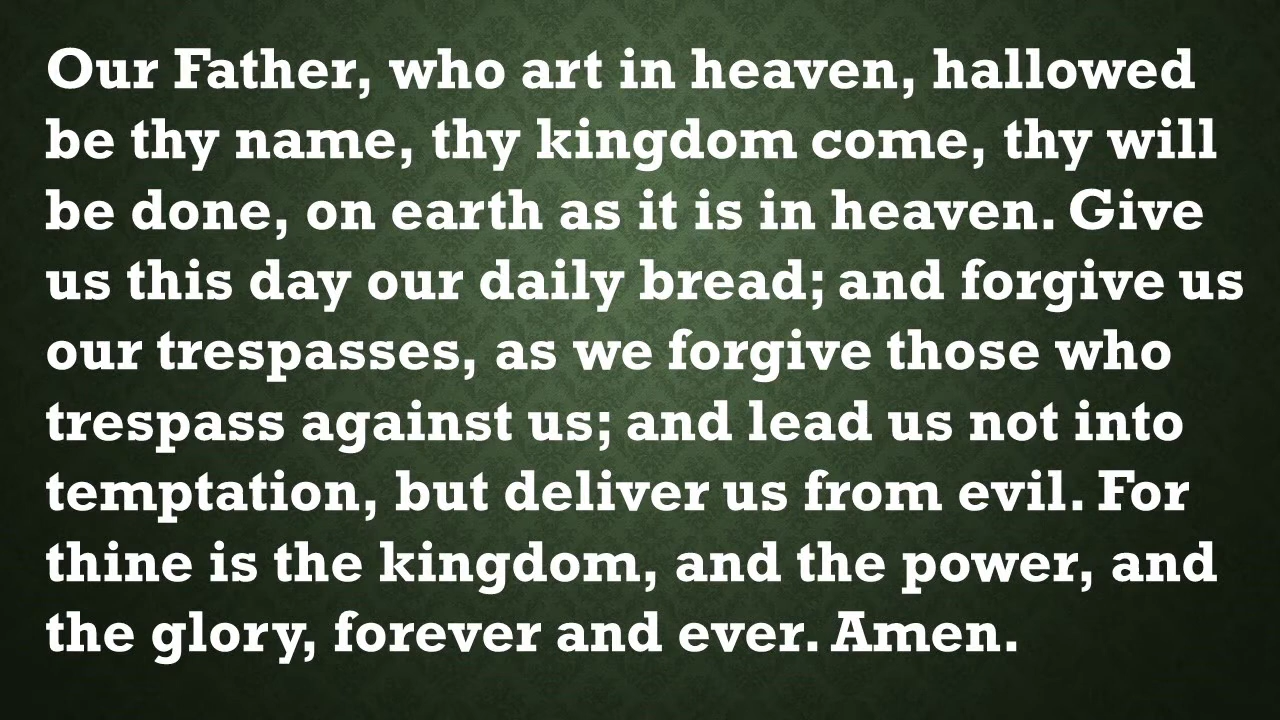 Our Father, who art in heaven, hallowed
be thy name, thy kingdom come, thy will
be done, on earth as it is in heaven. Give
us this day our daily bread; and forgive us
our trespasses, as we forgive those who
trespass against us; and lead us not into
temptation, but deliver us from evil. For
thine is the kingdom, and the power, and
the glory, forever and ever. Amen.